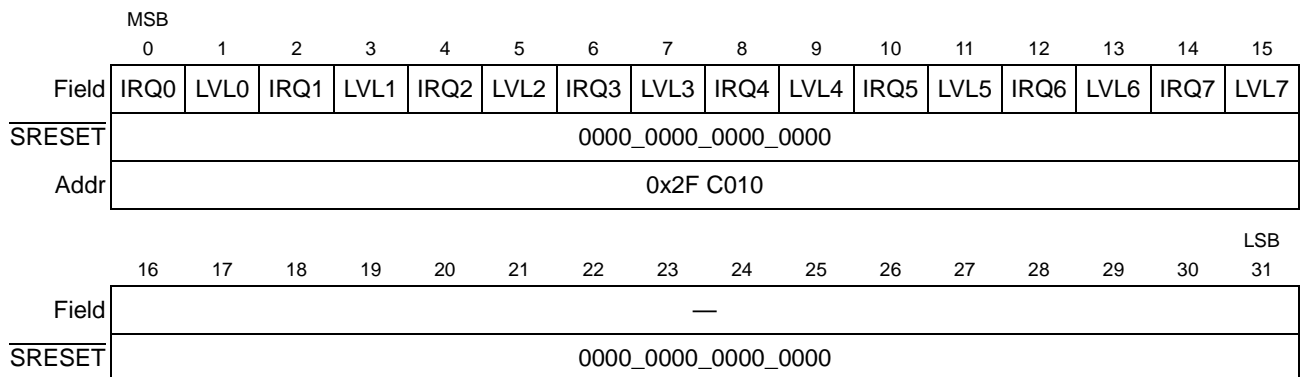 MSB
0 1 2 3 4 5 6 7 8 9 10 11 12 13 14 15
Field IRQ0 LVL0 IRQ1 LVL1 IRQ2 LVL2 IRQ3 LVL3 IRQ4 LVL4 IRQ5 LVL5 IRQ6 LVL6 IRQ7 LVL7
SRESET 0000_0000_0000_0000
Addr 0x2F C010
LSB
16 17 18 19 20 21 22 23 24 25 26 27 28 29 30 31
Field —
SRESET 0000_0000_0000_0000